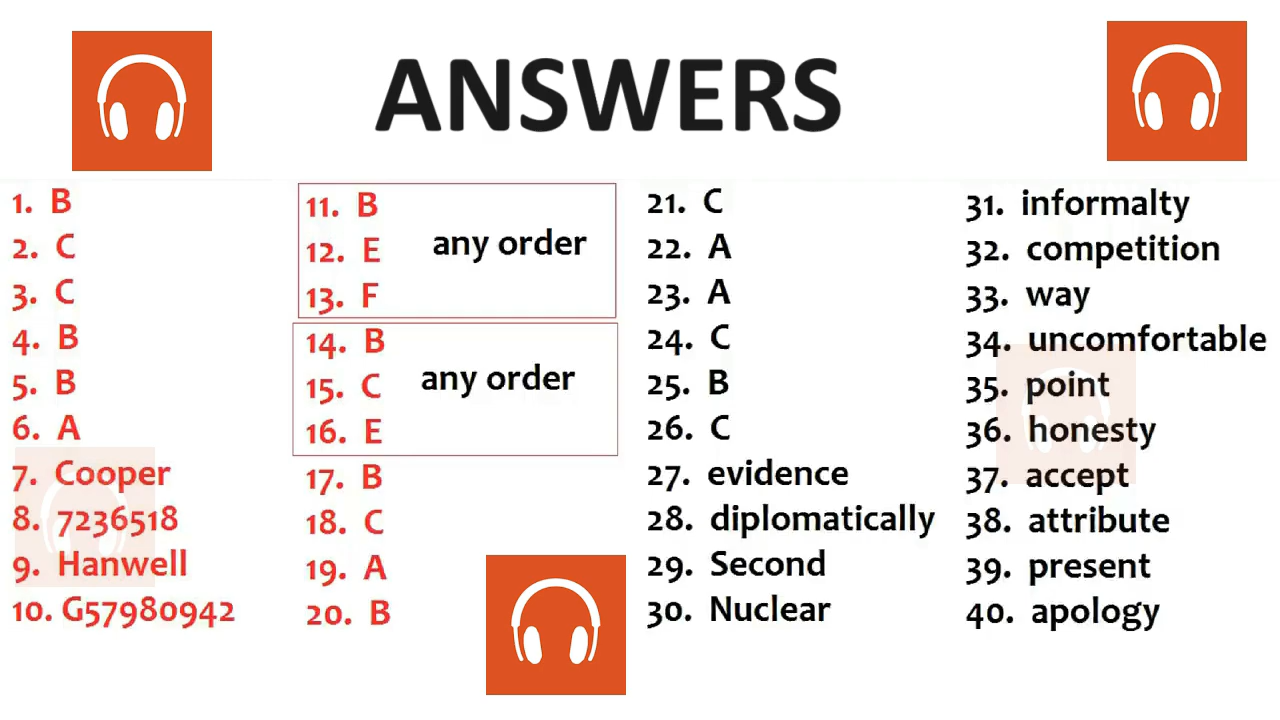 ANSWERS
1. B
2. C
3. C
4. B
5. B
6. A
7. Cooper
8. 7236518
9. Hanwell
10. G57980942
11. B
12. E
13. F
any order
14. B
15. C
16. E
any order
17. B
18. C
19. A
20. B
21. C
22. A
23. A
24. C
25. B
26. C
27. evidence
28. diplomatically
29. Second
30. Nuclear
31. informalty
32. competition
33. way
34. uncomfortable
35. point
36. honesty
37. accept
38. attribute
39. present
40. apology